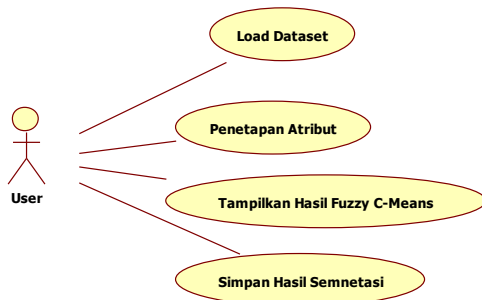 Load Dataset
Penetapan Atribut
User
Tampilkan Hasil Fuzzy C-Means
Simpan Hasil Semnetasi